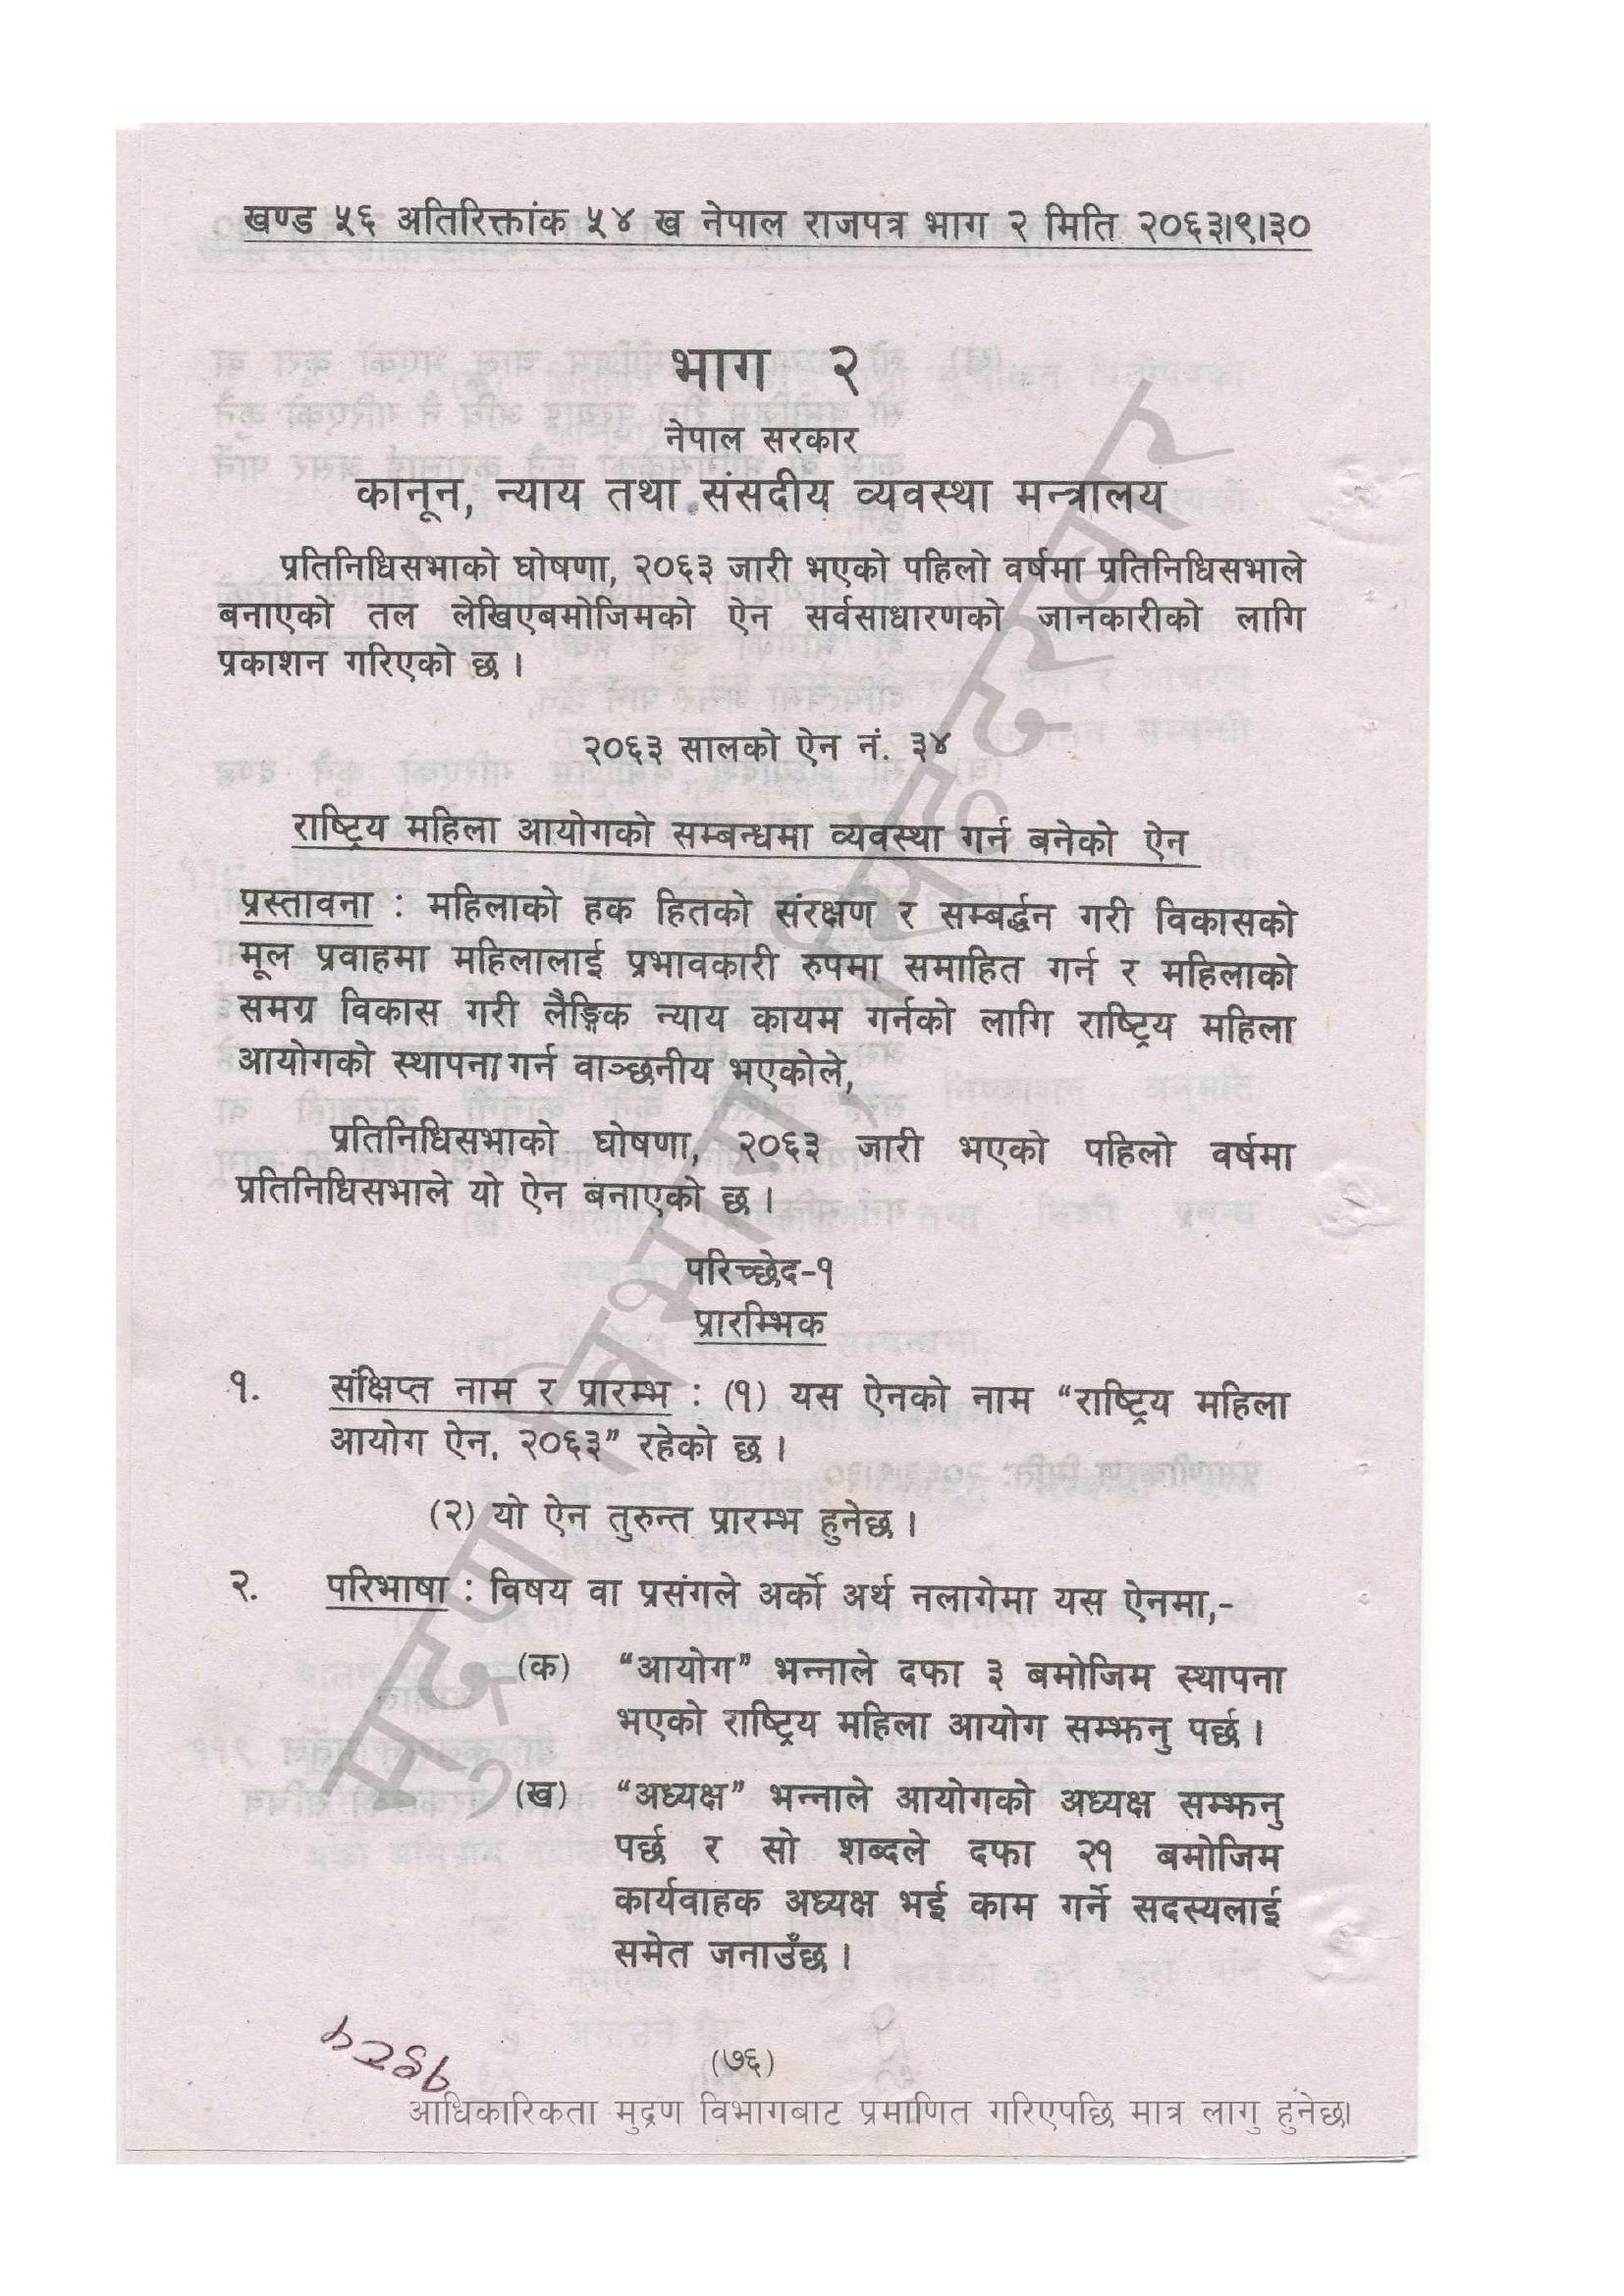 खण्ड ५६ अतिरिक्तांक ५४ ख नेपाल राजपत्र भाग २ मिति २०६३।९।३०
भाग २
नेपाल सरकार
कानून, न्याय तथा संसदीय व्यवस्था मन्त्रालय
प्रतिनिधिसभाको घोषणा, २०६३ जारी भएको पहिलो वर्षमा प्रतिनिधिसभाले
बनाएको तल लेखिएबमोजिमको ऐन सर्वसाधारणको जानकारीको लागि
प्रकाशन गरिएको छ ।
२०६३ सालको ऐन नं. ३४
राष्ट्रिय महिला आयोगको सम्बन्धमा व्यवस्था गर्न बनेको ऐन
प्रस्तावना : महिलाको हक हितको संरक्षण र सम्बर्द्धन गरी विकासको
मूल प्रवाहमा महिलालाई प्रभावकारी रुपमा समाहित गर्न र महिलाको
समग्र विकास गरी लैङ्गिक न्याय कायम गर्नको लागि राष्ट्रिय महिला
आयोगको स्थापना गर्न वाञ्छनीय भएकोले,
प्रतिनिधिसभाको घोषणा, २०६३ जारी भएको पहिलो वर्षमा
प्रतिनिधिसभाले यो ऐन बनाएको छ ।
परिच्छेद-१
प्रारम्भिक
१. संक्षिप्त नाम र प्रारम्भ : (१) यस ऐनको नाम “राष्ट्रिय महिला
आयोग ऐन, २०६३” रहेको छ ।
(२) यो ऐन तुरुन्त प्रारम्भ हुनेछ ।
२. परिभाषा : विषय वा प्रसंगले अर्को अर्थ नलागेमा यस ऐनमा,-
(क) “आयोग” भन्नाले दफा ३ बमोजिम स्थापना
भएको राष्ट्रिय महिला आयोग सम्झनु पर्छ ।
(ख) “अध्यक्ष” भन्नाले आयोगको अध्यक्ष सम्झनु
पर्छ र सो शब्दले दफा २१ बमोजिम
कार्यवाहक अध्यक्ष भई काम गर्ने सदस्यलाई
समेत जनाउँछ ।
(७६)
आधिकारिकता मुद्रण विभागबाट प्रमाणित गरिएपछि मात्र लागु हुनेछ।
मुद्रण विभाग,